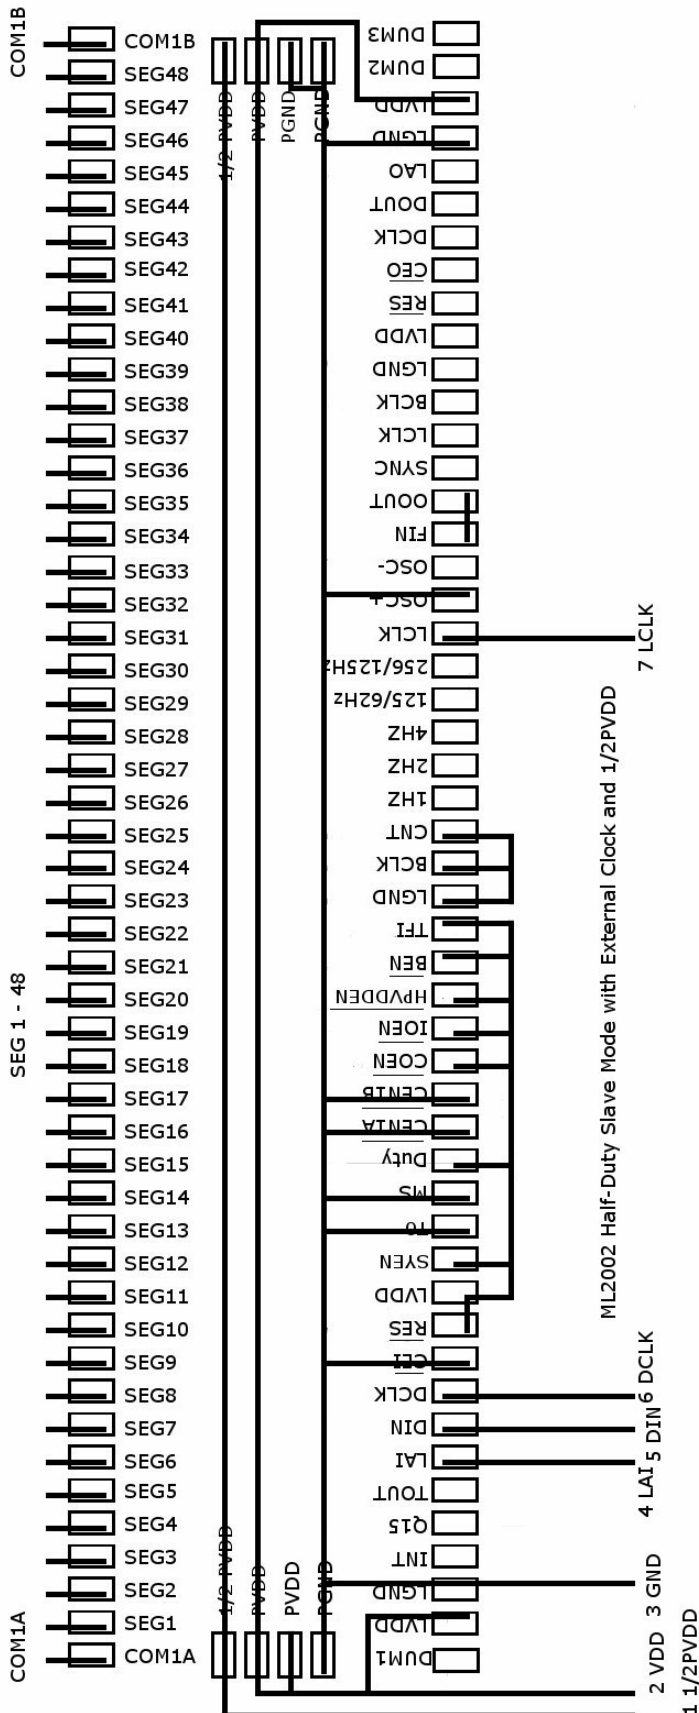 COM1B
SEG 1 - 48
COM1A
COM1B
SEG48
SEG47
SEG46
SEG45
SEG44
SEG43
SEG42
SEG41
SEG40
SEG39
SEG38
SEG37
SEG36
SEG35
SEG34
SEG33
SEG32
SEG31
SEG30
SEG29
SEG28
SEG27
SEG26
SEG25
SEG24
SEG23
SEG22
SEG21
SEG20
SEG19
SEG18
SEG17
SEG16
SEG15
SEG14
SEG13
SEG12
SEG11
SEG10
SEG9
SEG8
SEG7
SEG6
SEG5
SEG4
SEG3
SEG2
SEG1
COM1A
1/2 PVDD
PVDD
PGND
PGND
1/2 PVDD
PVDD
PVDD
PGND
DUM3
DUM2
LVDD
LGND
LAO
DOUT
DCLK
CEO
RES
LVDD
LGND
BCLK
LCLK
SYNC
OOUT
FIN
OSC-
OSC+
LCLK
256/125Hz
125/62Hz
4HZ
2HZ
1HZ
CNT
BCLK
LGND
TFI
BEN
HPVDDEN
IOEN
COEN
CEN1B
CEN1A
Duty
MS
T0
SYEN
LVDD
RES
CEI
DCLK
DIN
LAI
TOUT
Q15
INT
LGND
LVDD
DUM1
7 LCLK
ML2002 Half-Duty Slave Mode with External Clock and 1/2PVDD
6 DCLK
5 DIN
4 LAI
3 GND
2 VDD
1 1/2PVDD